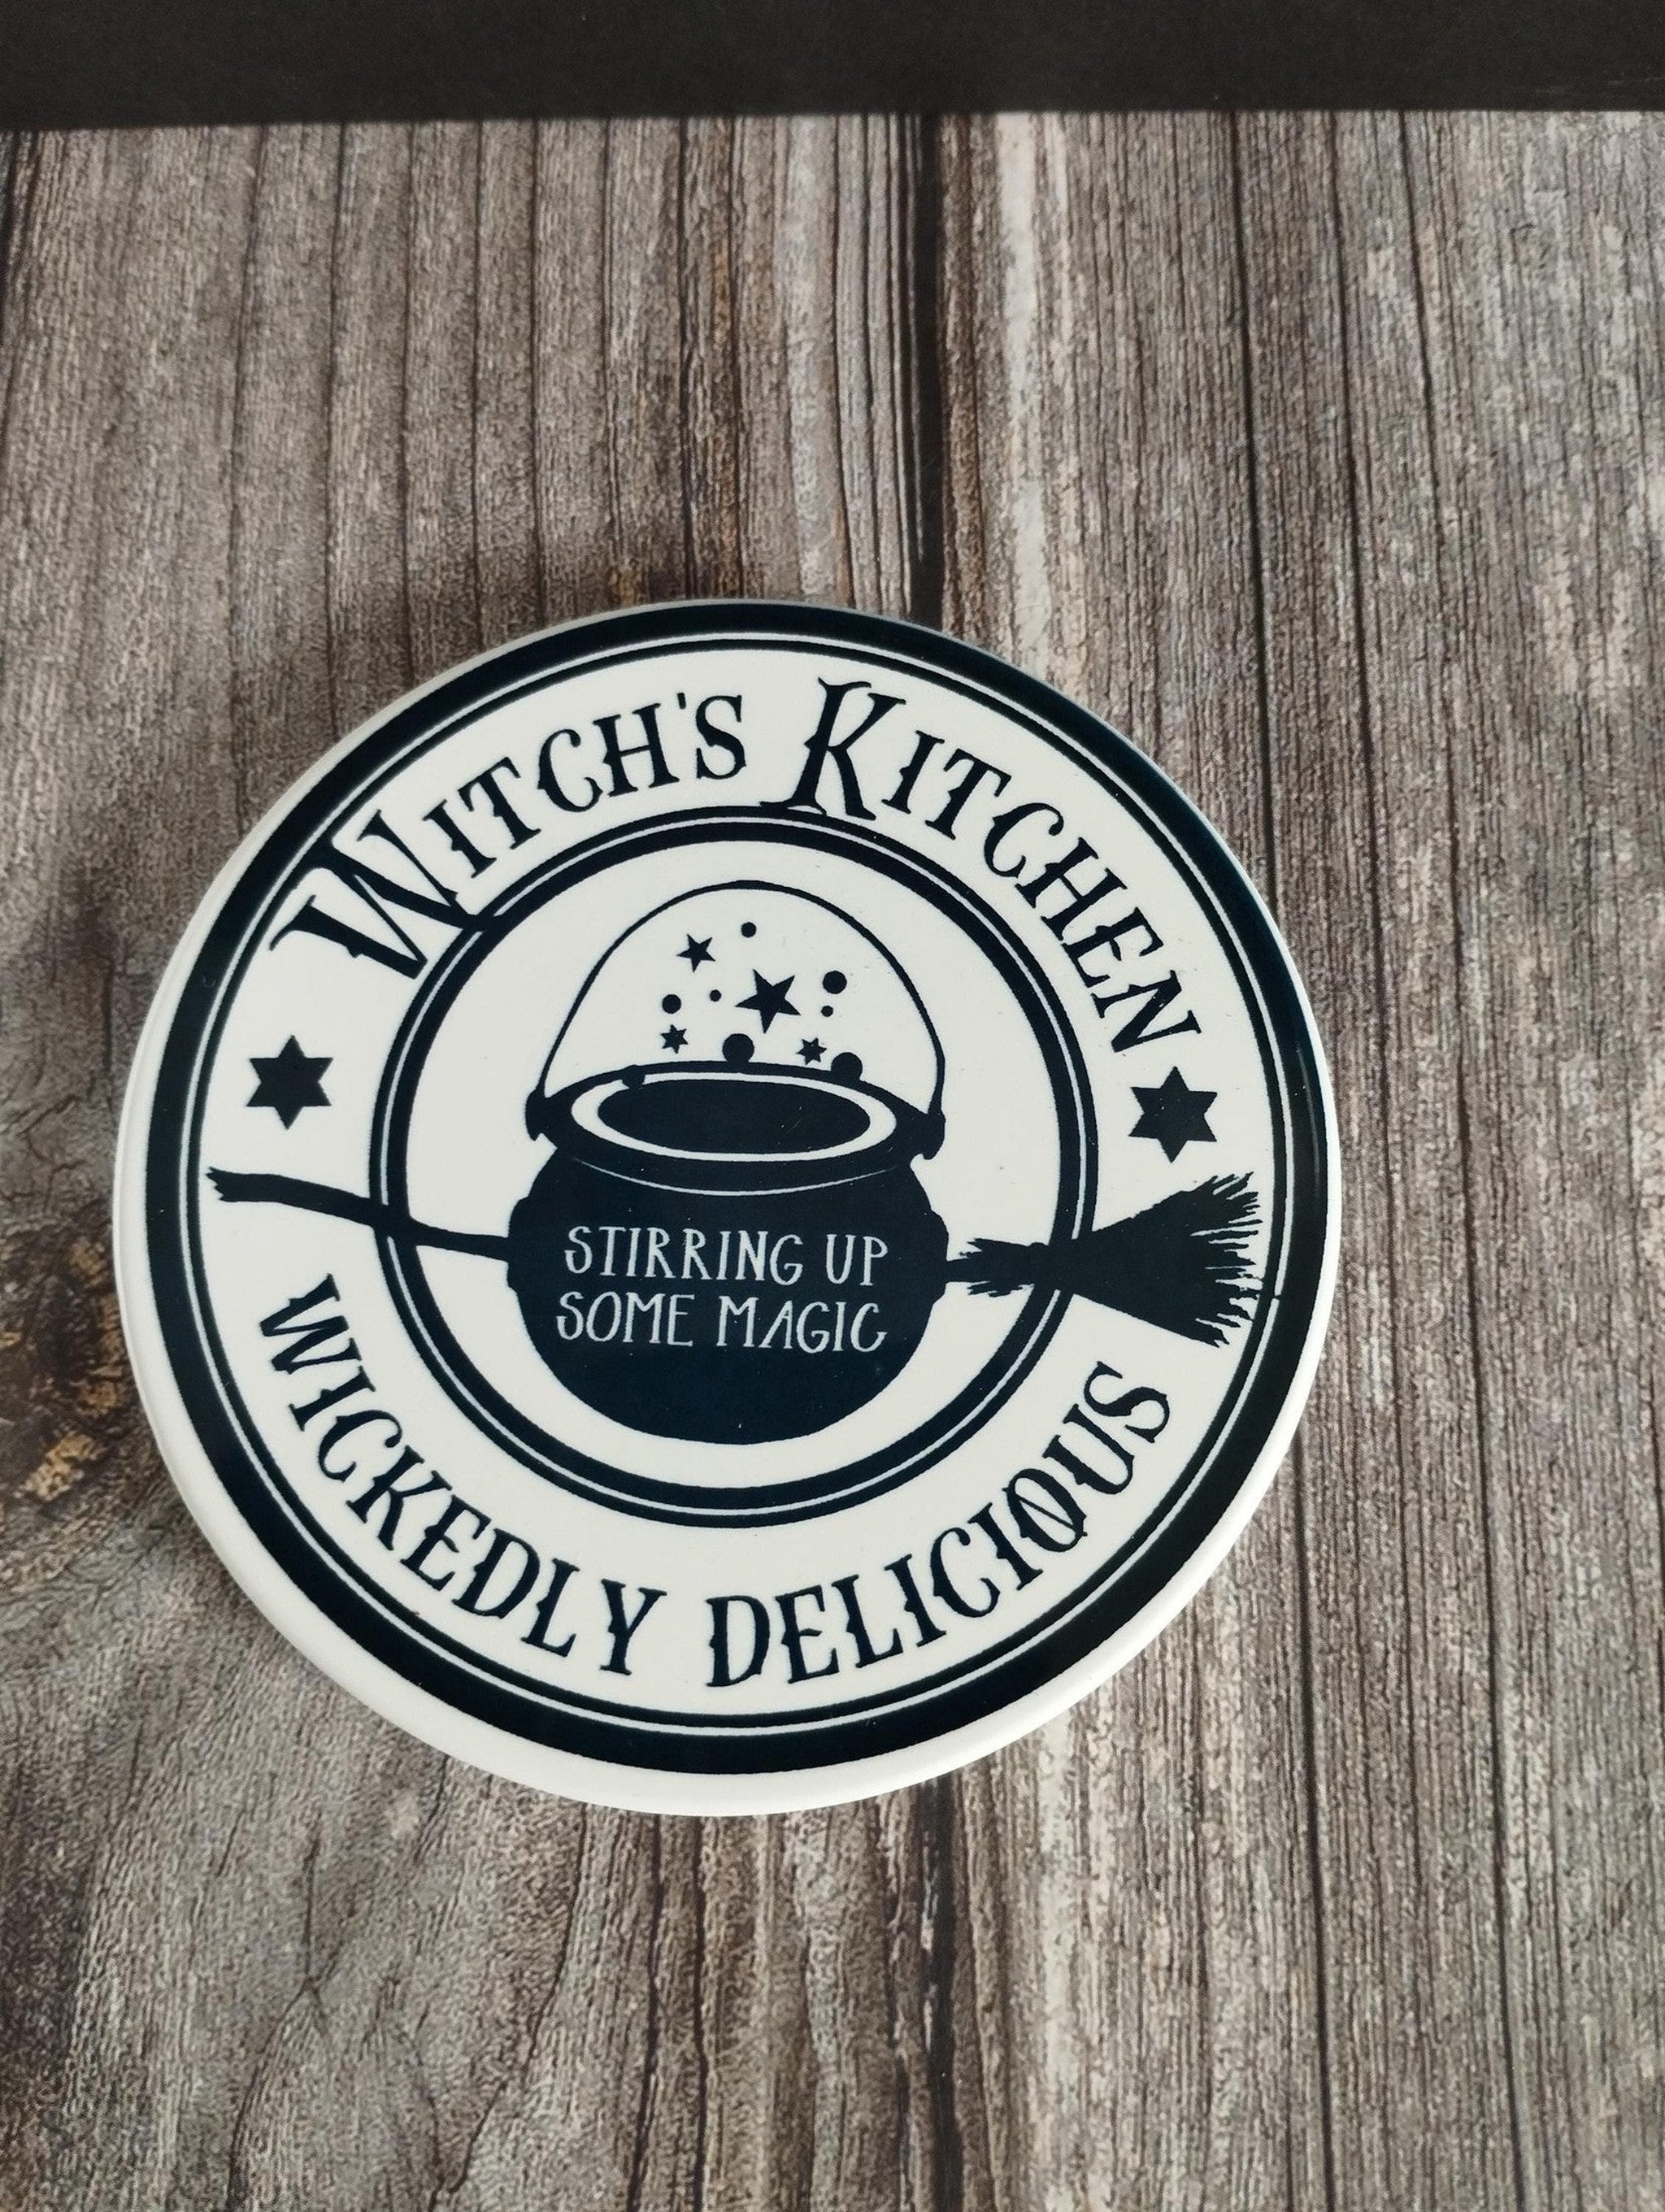 WITCH'S KITCHEN
STIRRING UP
SOME MAGIC
WICKEDLY DELICIOUS